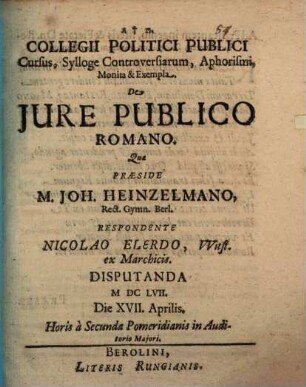 COLLEGII POLITICI PUBLICI
Cursus, Sylloge Controversiarum, Aphorismi,
Monita & Exempla.
De
JURE PUBLICO
ROMANO.
Quæ
PRÆSIDE
M. JOH. HEINZELMANO,
Rect. Gymn. Berl.
RESPONDENTE
NICOLAO ELERDO,
ex Marchicis.
DISPUTANDA
M DC LVII.
Die XVII. Aprilis.
Horis à Secunda Pomeridianis in Audi-
torio Majori.
BEROLINI,
LITERIS RUNGIANIS.